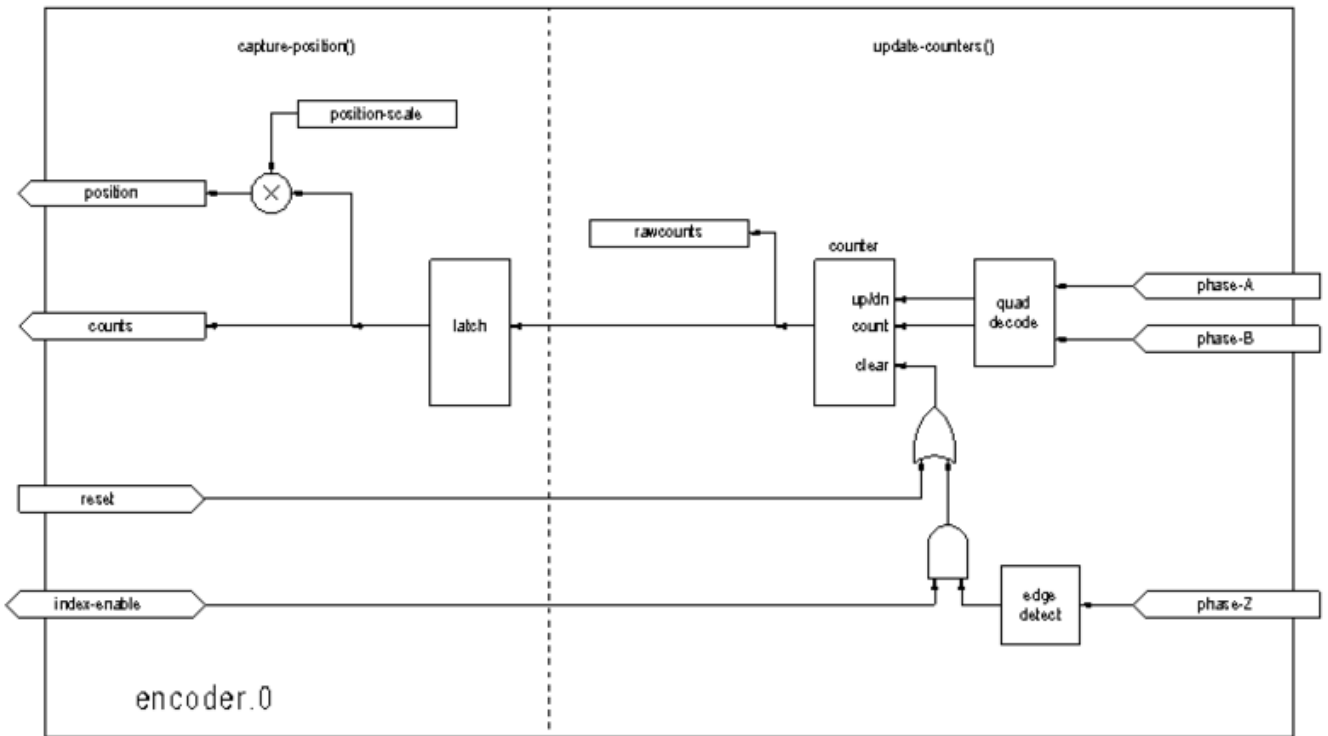 capture-position()
update-counters()
position-scale
position
rawcounts
counter
phase-A
up/dn
quad
decode
counts
latch
count
phase-B
clear
reset
index-enable
edge
detect
phase-Z
encoder.0